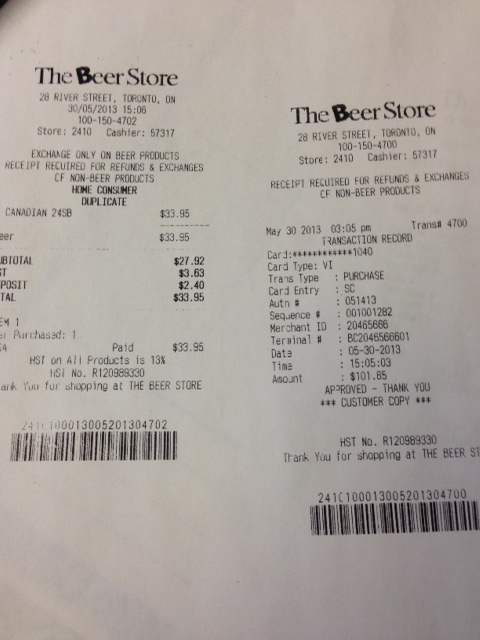 The Beer Store
28 RIVER STREET, TORONTO, ON
30/05/2013 15:06
100-150-4702
Store: 2410 Cashier: 57317
EXCHANGE ONLY ON BEER PRODUCTS
RECEIPT REQUIRED FOR REFUNDS & EXCHANGES
OF NON-BEER PRODUCTS
HOME CONSUMER
DUPLICATE
CANADIAN 24SB $33.95
eer $33.95
UBTOTAL $27.92
ST $3.63
POSIT $2.40
TAL $33.95
EM 1
Purchased: 1
Paid $33.95
HST on All Products is 13%
HST No. R120989330
ank You for shopping at THE BEER STORE
2410100013005201304702
The Beer Store
28 RIVER STREET, TORONTO, ON
100-150-4700
Store: 2410 Cashier: 57317
RECEIPT REQUIRED FOR REFUNDS & EXCHANGES
OF NON-BEER PRODUCTS
May 30 2013 03:05 pm Trans# 4700
TRANSACTION RECORD
Card:************1040
Card Type: VI
Trans Type : PURCHASE
Card Entry : SC
Autn # : 051413
Sequence # : 001001282
Merchant ID : 20465666
Terminal # : BC2046566601
Date : 05-30-2013
Time : 15:05:03
Amount : $101.85
APPROVED - THANK YOU
*** CUSTOMER COPY ***
HST No. R120989330
Thank You for shopping at THE BEER ST
2410100013005201304700